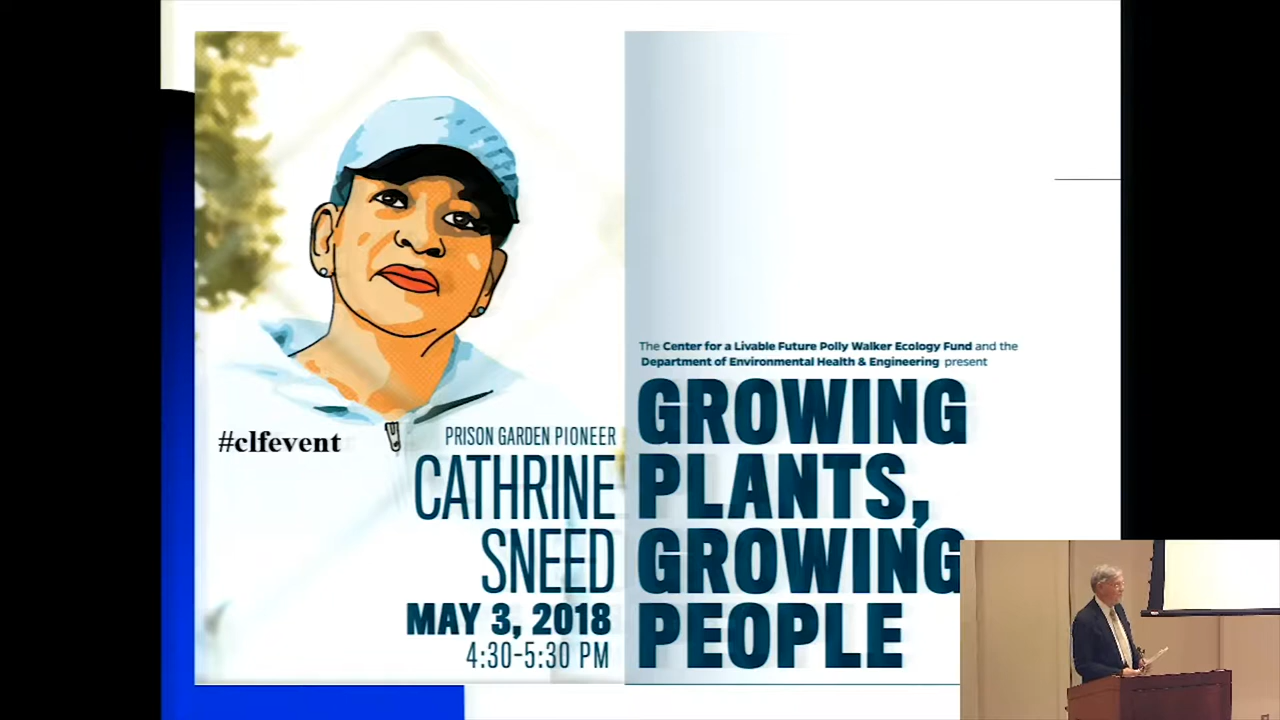 #clfevent
PRISON GARDEN PIONEER
CATHRINE
SNEED
MAY 3, 2018
4:30-5:30 PM
The Center for a Livable Future Polly Walker Ecology Fund and the
Department of Environmental Health & Engineering present
GROWING
PLANTS,
GROWING
PEOPLE